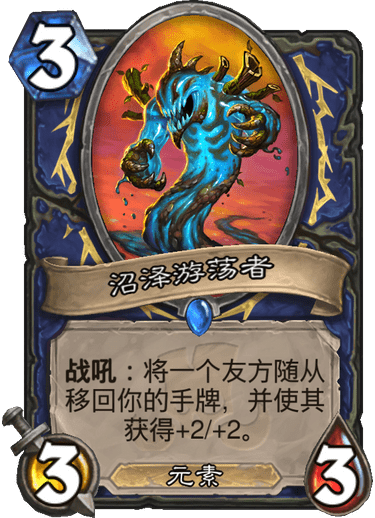 3
沼泽游荡者
战吼：将一个友方随从
移回你的手牌，并使其
获得+2/+2。
元素
3
3